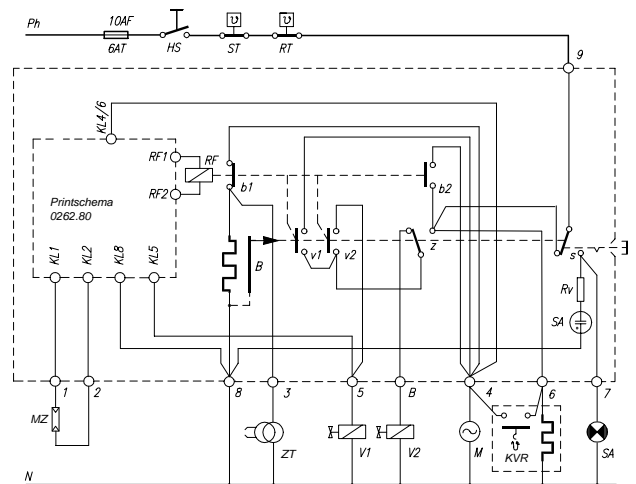 Ph
10AF
6AT
HS
ST
RT
9
KL4/6
RF1
RF
RF2
b1
b2
Printschema
0262.80
KL1
KL2
KL8
KL5
B
v1
v2
z
s
Rv
SA
1
2
8
3
5
B
4
6
7
MZ
ZT
V1
V2
M
KVR
SA
N